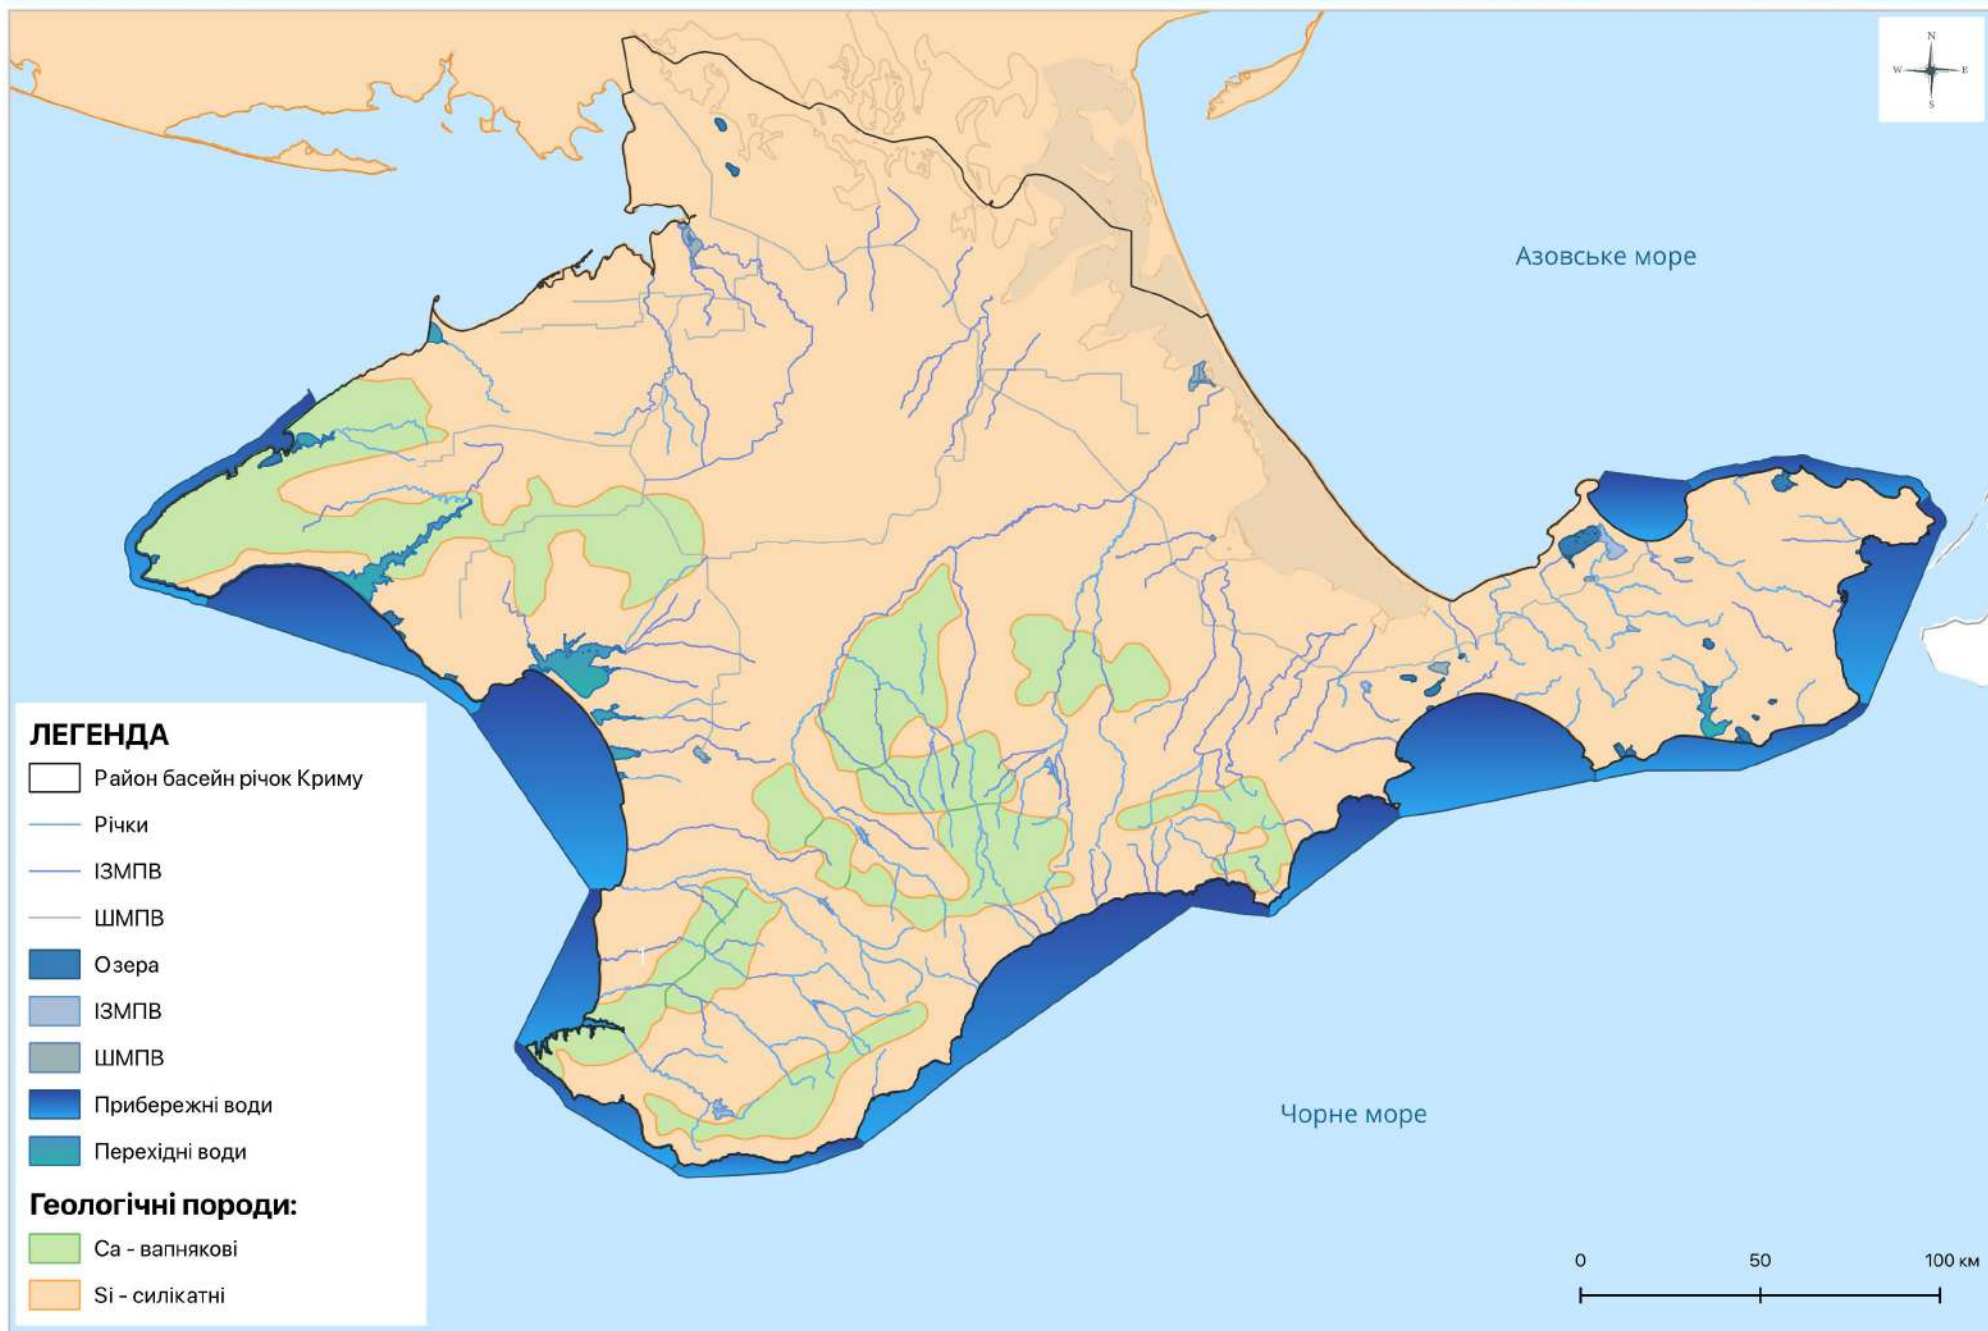 N
W E
S
Азовське море
ЛЕГЕНДА
Район басейн річок Криму
Річки
ІЗМПВ
ШМПВ
Озера
ІЗМПВ
ШМПВ
Прибережні води
Перехідні води
Геологічні породи:
Ca - вапнякові
Si - силікатні
Чорне море
0 50 100 км